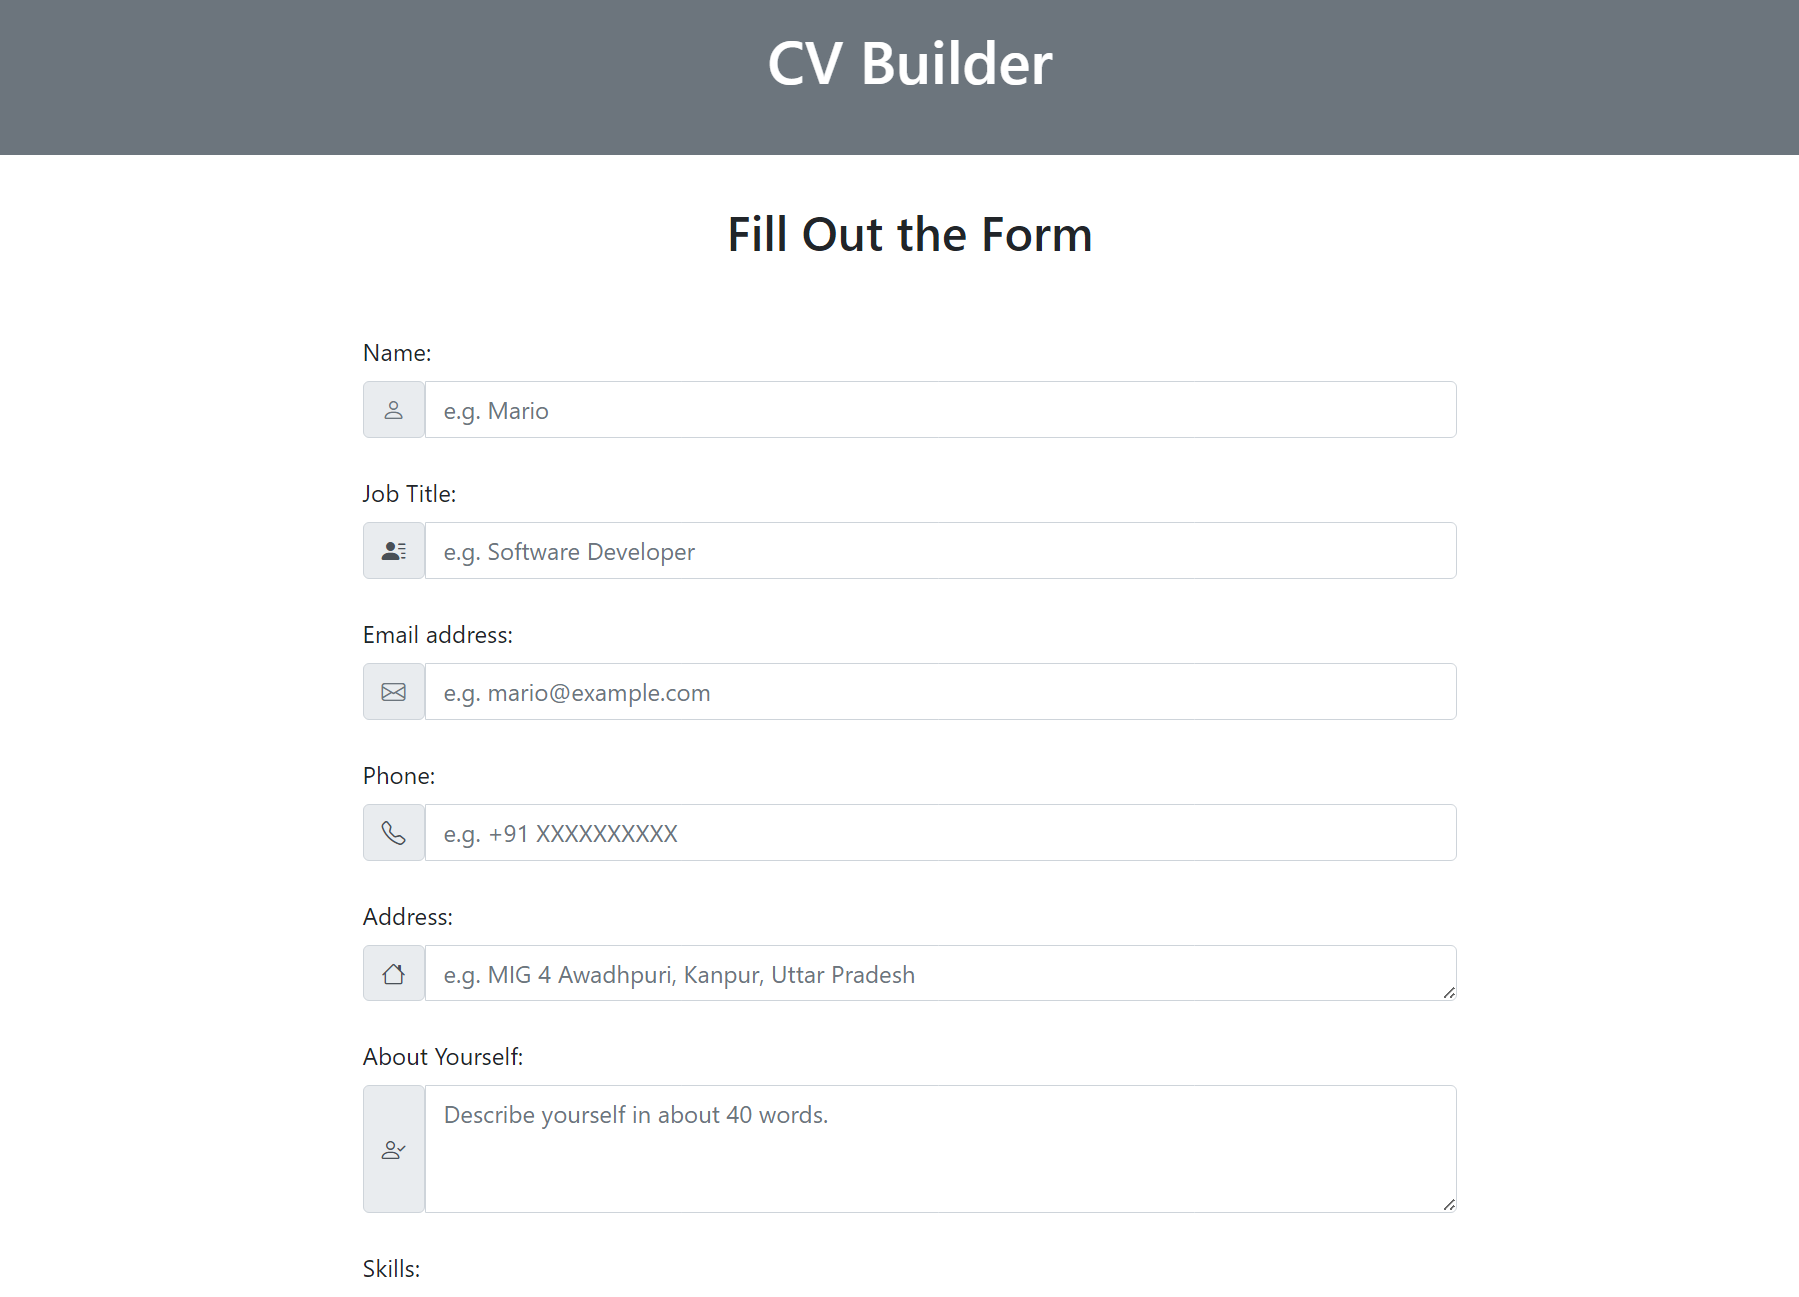 CV Builder
Fill Out the Form
Name:
e.g. Mario
Job Title:
e.g. Software Developer
Email address:
e.g. mario@example.com
Phone:
e.g. +91 XXXXXXXXXX
Address:
e.g. MIG 4 Awadhpuri, Kanpur, Uttar Pradesh
About Yourself:
Describe yourself in about 40 words.
Skills: